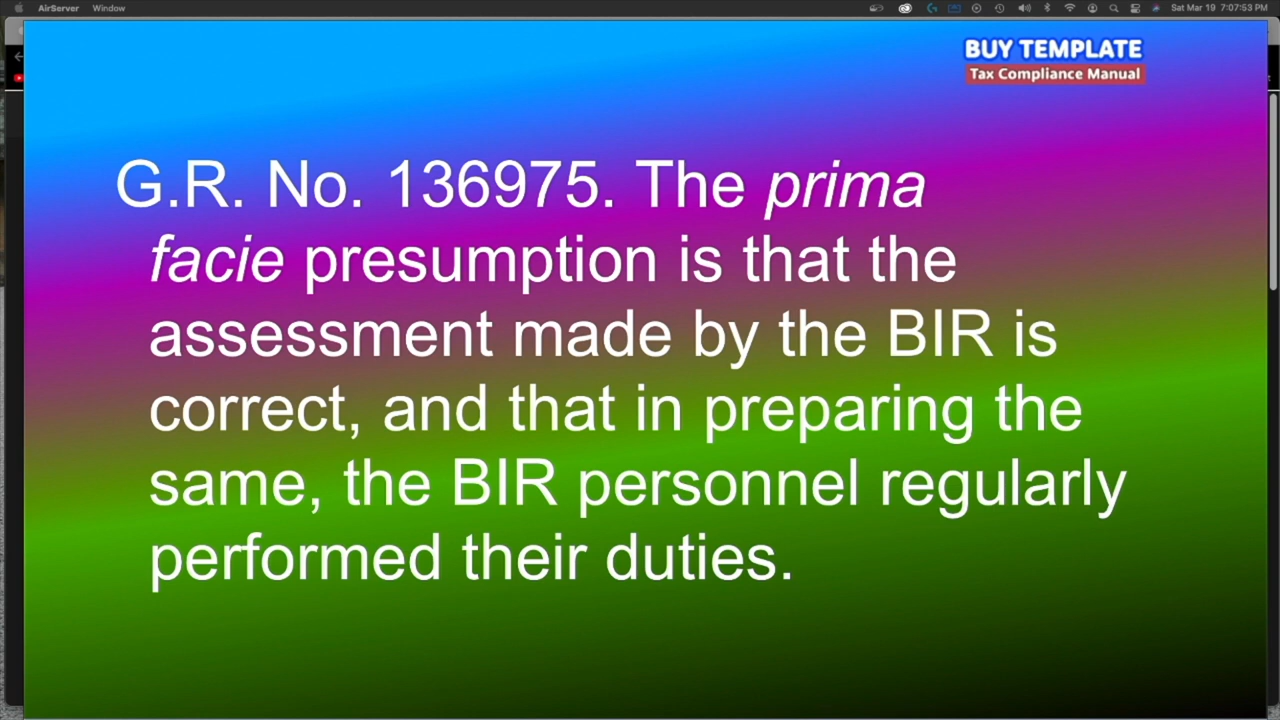 AirServer Window Sat Mar 19 7:07:53 PM
BUY TEMPLATE
Tax Compliance Manual
G.R. No. 136975. The prima
facie presumption is that the
assessment made by the BIR is
correct, and that in preparing the
same, the BIR personnel regularly
performed their duties.